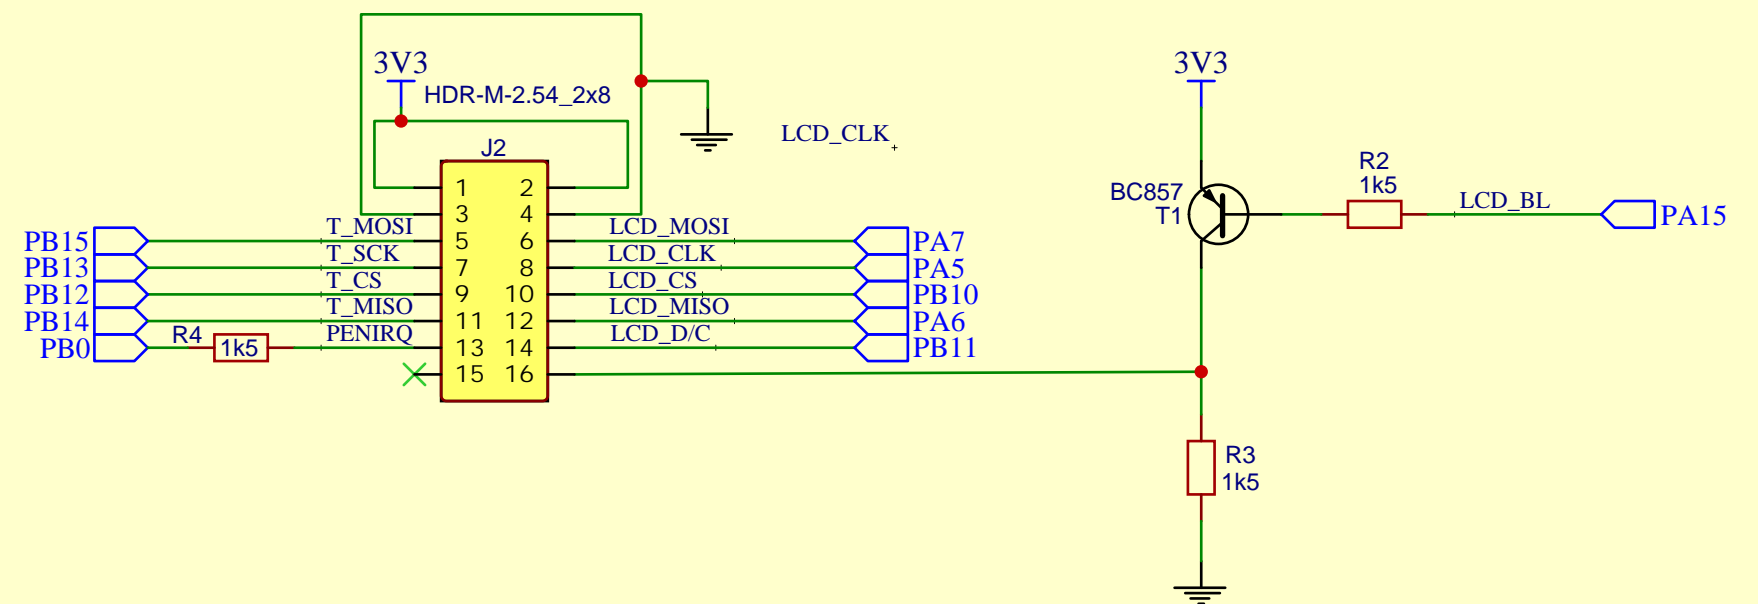 3V3
HDR-M-2.54_2x8
J2
LCD_CLK
3V3
BC857
T1
R2
1k5
LCD_BL
PA15
1 2
3 4
PB15 T_MOSI 5 6 LCD_MOSI PA7
PB13 T_SCK 7 8 LCD_CLK PA5
PB12 T_CS 9 10 LCD_CS PB10
PB14 T_MISO 11 12 LCD_MISO PA6
PB0 R4 1k5 PENIRQ 13 14 LCD_D/C PB11
15 16
R3
1k5